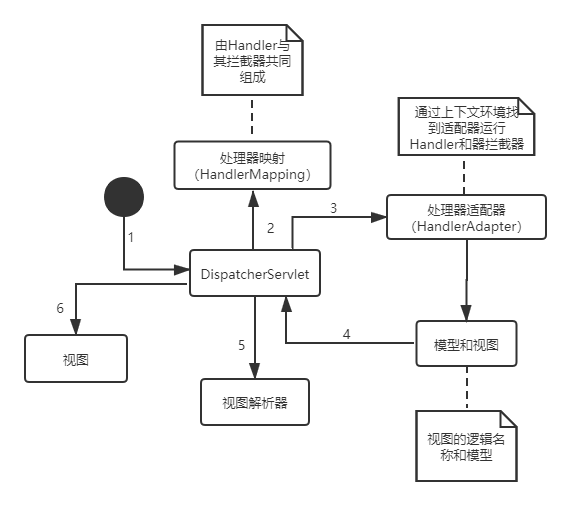 由Handler与
其拦截器共同
组成
通过上下文环境找
到适配器运行
Handler和器拦截器
处理器映射
（HandlerMapping）
处理器适配器
（HandlerAdapter）
1
2
3
DispatcherServlet
6
5
4
视图
模型和视图
视图解析器
视图的逻辑名
称和模型